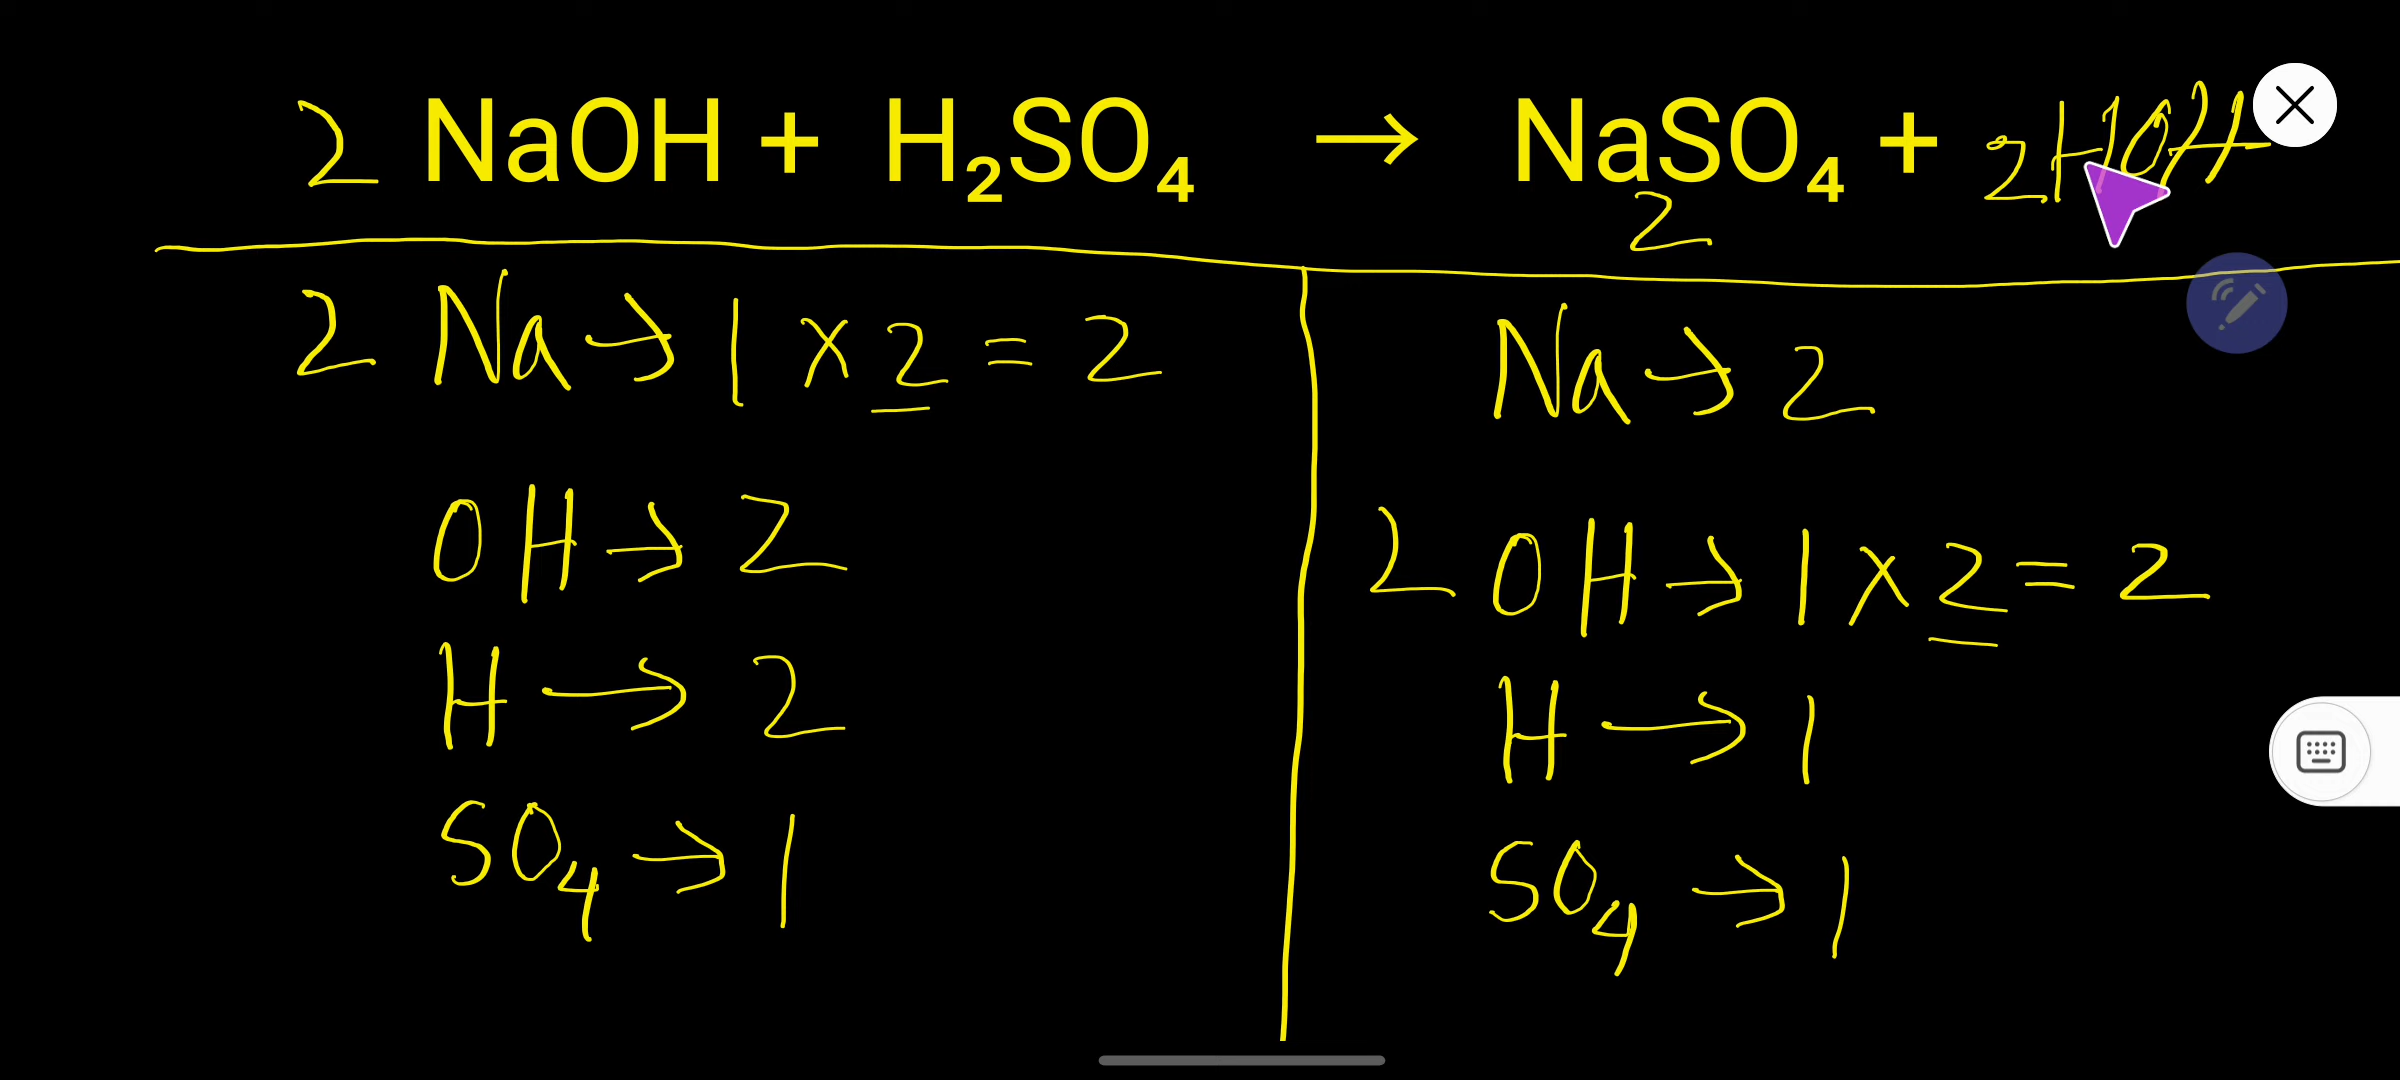 2 NaOH + H₂SO₄ → NaSO₄ + 2HOH
2
2 Na → 1 × 2 = 2
OH → 2
H → 2
SO₄ → 1
Na → 2
2 OH → 1 × 2 = 2
H → 1
SO₄ → 1